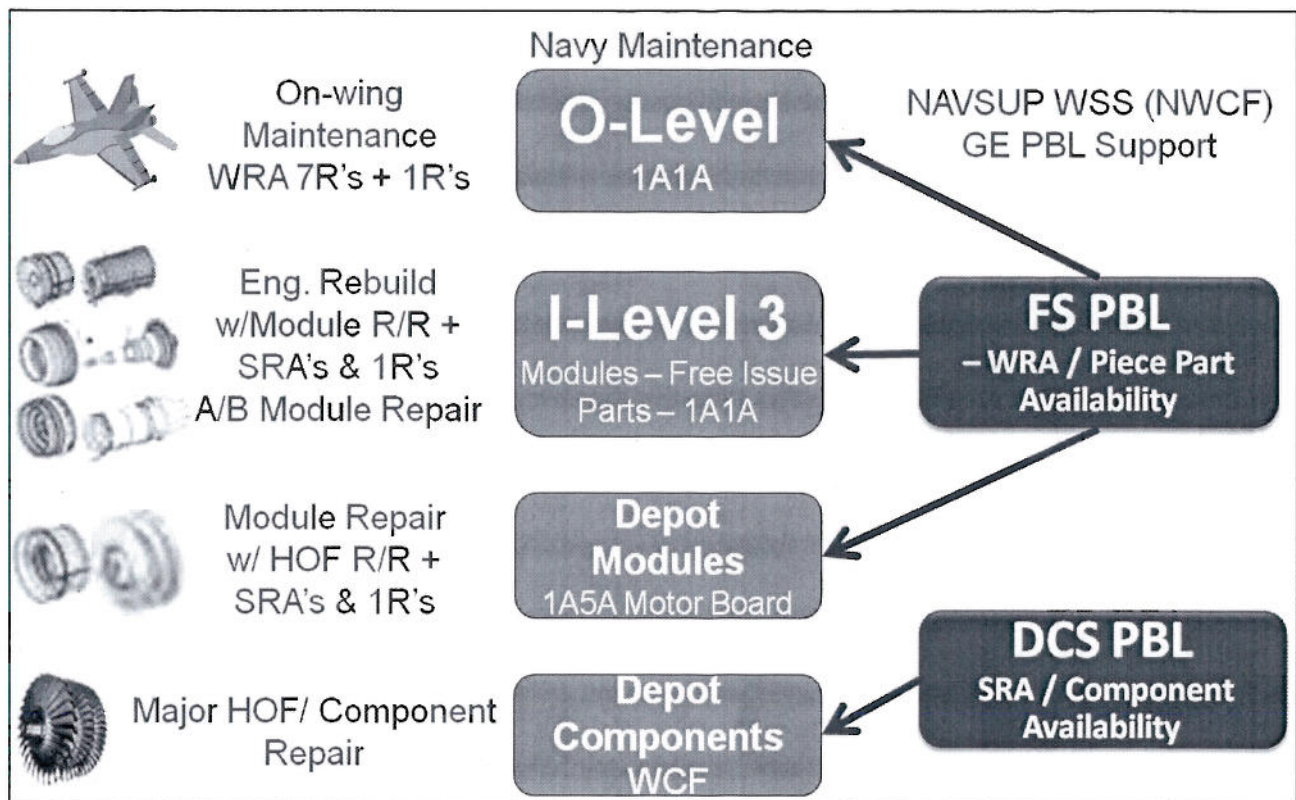 Navy Maintenance
On-wing
Maintenance
WRA 7R's + 1R's
O-Level
1A1A
NAVSUP WSS (NWCF)
GE PBL Support
Eng. Rebuild
w/Module R/R +
SRA's & 1R's
A/B Module Repair
I-Level 3
Modules – Free Issue
Parts – 1A1A
FS PBL
– WRA / Piece Part
Availability
Module Repair
w/ HOF R/R +
SRA's & 1R's
Depot
Modules
1A5A Motor Board
DCS PBL
SRA / Component
Availability
Major HOF/ Component
Repair
Depot
Components
WCF